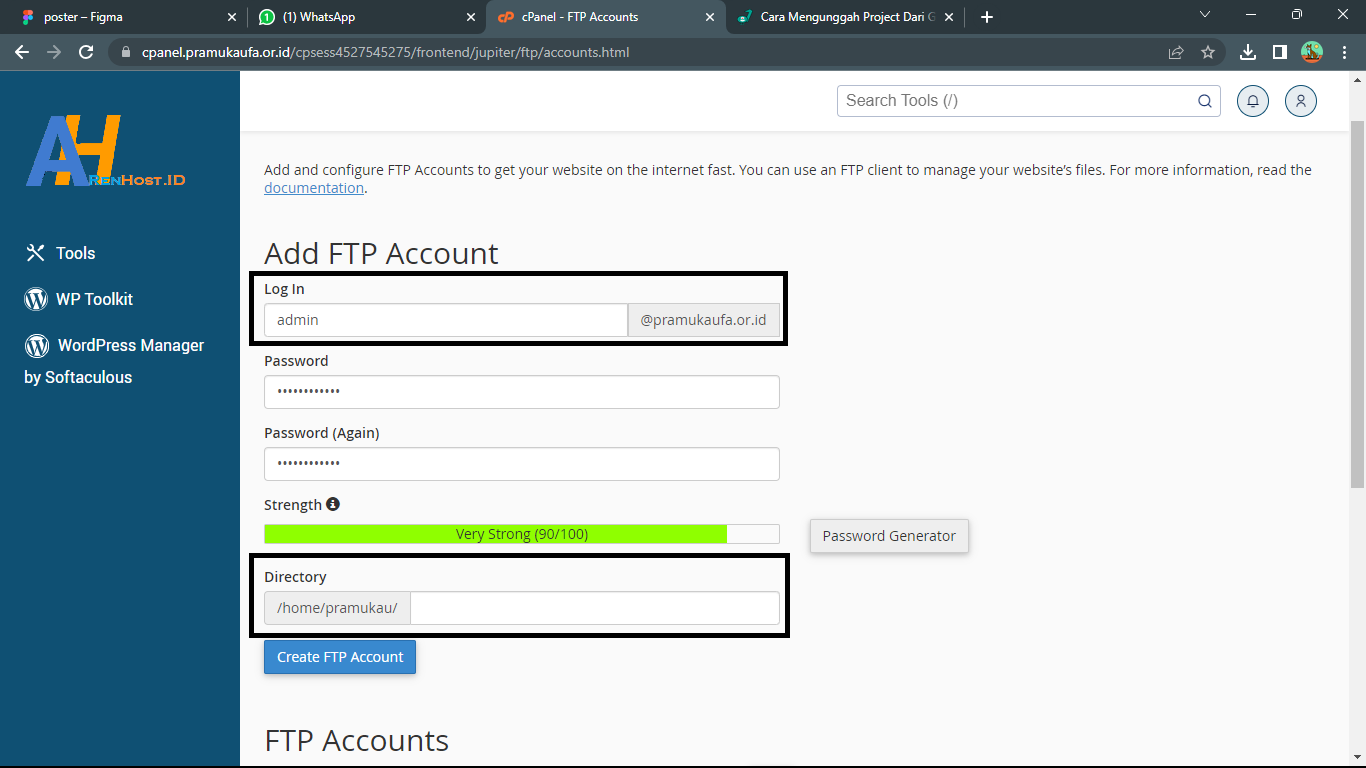 poster – Figma
(1) WhatsApp
cPanel - FTP Accounts
Cara Mengunggah Project Dari G
cpanel.pramukaufa.or.id/cpsess4527545275/frontend/jupiter/ftp/accounts.html
AH
RenHost.ID
Tools
WP Toolkit
WordPress Manager
by Softaculous
Search Tools (/)
Add and configure FTP Accounts to get your website on the internet fast. You can use an FTP client to manage your website's files. For more information, read the
documentation.
Add FTP Account
Log In
admin @pramukaufa.or.id
Password
••••••••••••
Password (Again)
••••••••••••
Strength
Very Strong (90/100)
Password Generator
Directory
/home/pramukau/
Create FTP Account
FTP Accounts